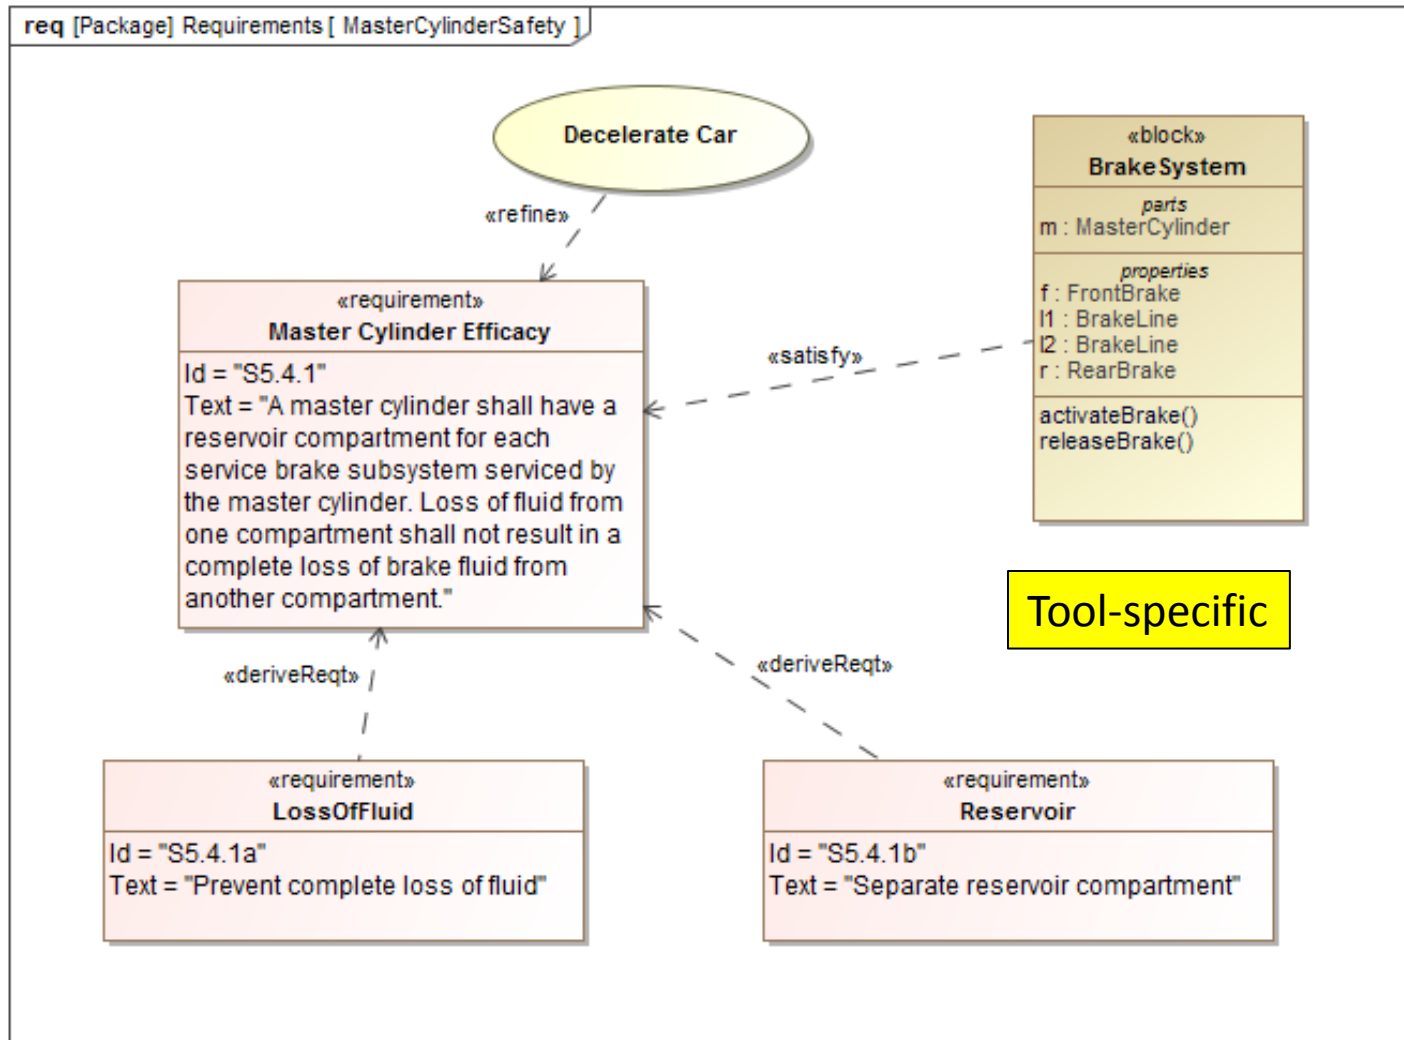 req [Package] Requirements [ MasterCylinderSafety ]
Decelerate Car
«refine»
«block»
BrakeSystem
parts
m : MasterCylinder
properties
f : FrontBrake
l1 : BrakeLine
l2 : BrakeLine
r : RearBrake
activateBrake()
releaseBrake()
«satisfy»
«requirement»
Master Cylinder Efficacy
Id = "S5.4.1"
Text = "A master cylinder shall have a
reservoir compartment for each
service brake subsystem serviced by
the master cylinder. Loss of fluid from
one compartment shall not result in a
complete loss of brake fluid from
another compartment."
Tool-specific
«deriveReqt»
«deriveReqt»
«requirement»
LossOfFluid
Id = "S5.4.1a"
Text = "Prevent complete loss of fluid"
«requirement»
Reservoir
Id = "S5.4.1b"
Text = "Separate reservoir compartment"